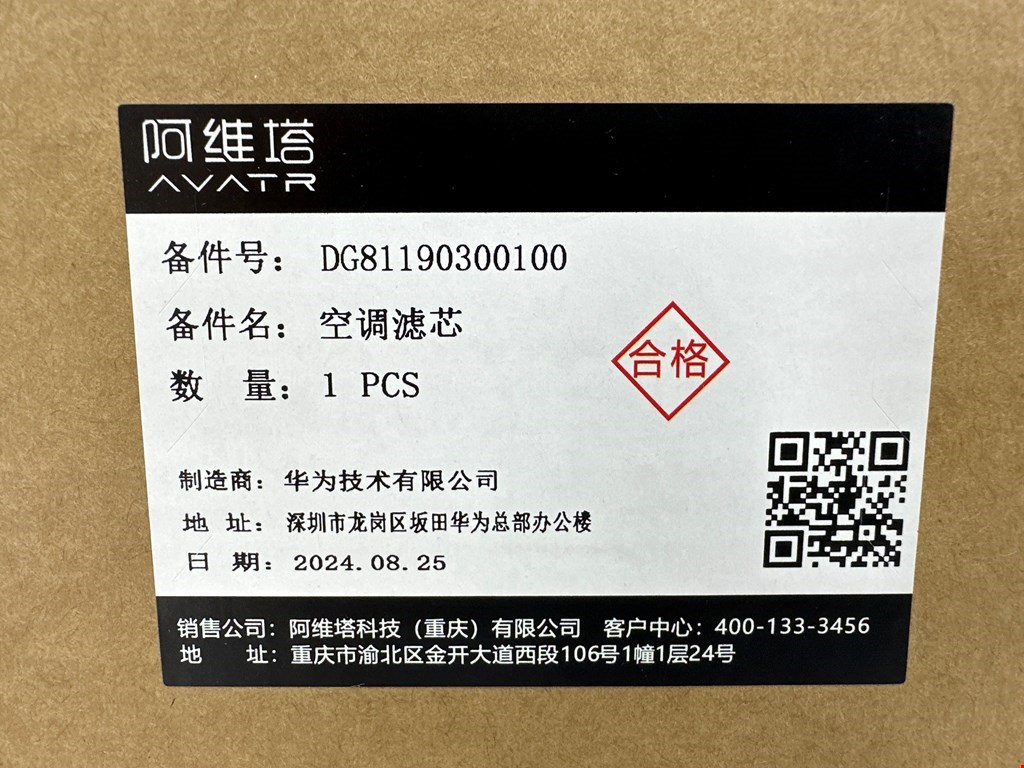 阿维塔
AVATR
备件号： DG81190300100
备件名： 空调滤芯
数 量： 1 PCS
合格
制造商： 华为技术有限公司
地 址： 深圳市龙岗区坂田华为总部办公楼
日 期： 2024.08.25
销售公司：阿维塔科技（重庆）有限公司 客户中心：400-133-3456
地 址：重庆市渝北区金开大道西段106号1幢1层24号